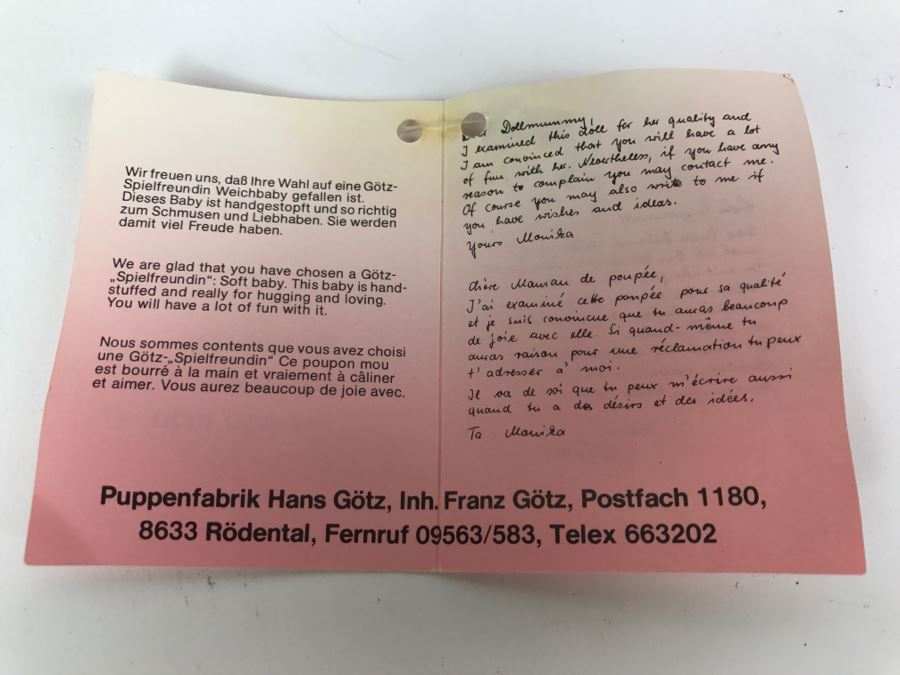 Wir freuen uns, daß Ihre Wahl auf eine Götz-
Spielfreundin Weichbaby gefallen ist.
Dieses Baby ist handgestopft und so richtig
zum Schmusen und Liebhaben. Sie werden
damit viel Freude haben.
We are glad that you have chosen a Götz-
„Spielfreundin“: Soft baby. This baby is hand-
stuffed and really for hugging and loving.
You will have a lot of fun with it.
Nous sommes contents que vous avez choisi
une Götz-„Spielfreundin“ Ce poupon mou
est bourré à la main et vraiment à câliner
et aimer. Vous aurez beaucoup de joie avec.
Dollmummy,
I examined this doll for her quality and
I am convinced that you will have a lot
of fun with her. Nevertheless, if you have any
reason to complain you may contact me.
Of course you may also write to me if
you have wishes and ideas.
Yours Monika
Chère Maman de poupée,
J'ai examiné cette poupée pour sa qualité
et je suis convaincue que tu auras beaucoup
de joie avec elle. Si quand-même tu
auras raison pour une réclamation tu peux
t'adresser à moi.
Il va de soi que tu peux m'écrire aussi
quand tu a des désirs et des idées.
Ta Monika
Puppenfabrik Hans Götz, Inh. Franz Götz, Postfach 1180,
8633 Rödental, Fernruf 09563/583, Telex 663202